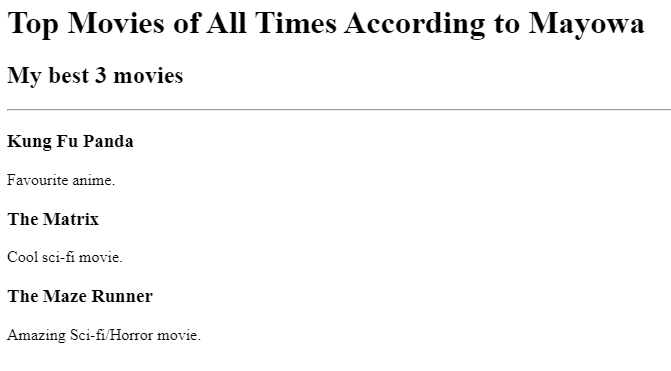 Top Movies of All Times According to Mayowa
My best 3 movies
Kung Fu Panda
Favourite anime.
The Matrix
Cool sci-fi movie.
The Maze Runner
Amazing Sci-fi/Horror movie.